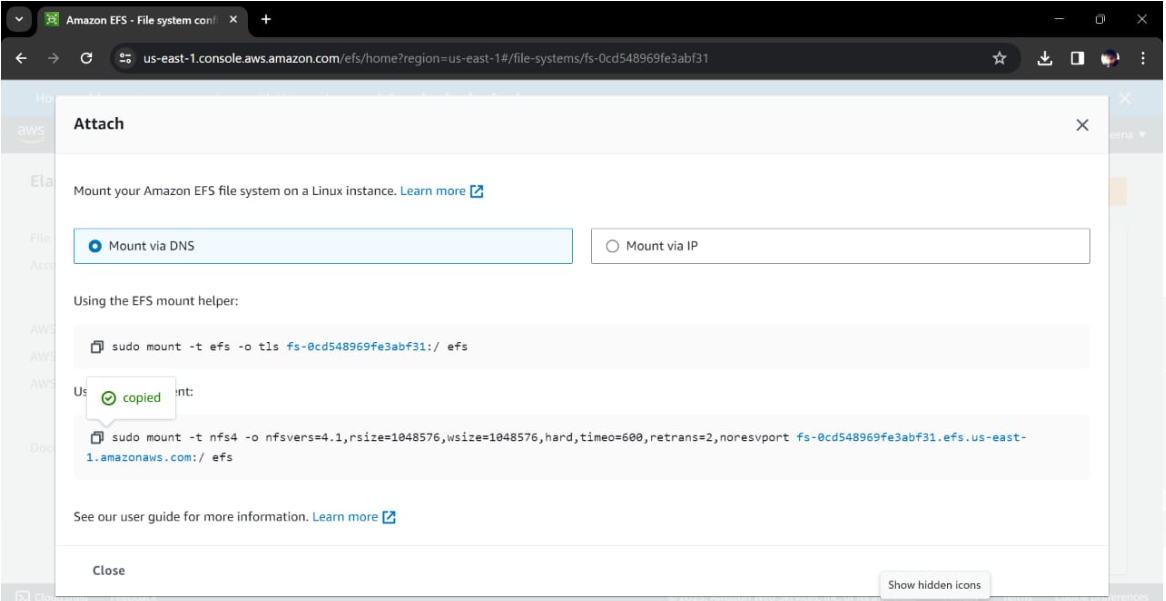 Amazon EFS - File system conf
us-east-1.console.aws.amazon.com/efs/home?region=us-east-1#/file-systems/fs-0cd548969fe3abf31
aws
Attach
Mount your Amazon EFS file system on a Linux instance. Learn more
Mount via DNS
Mount via IP
Using the EFS mount helper:
sudo mount -t efs -o tls fs-0cd548969fe3abf31:/ efs
copied
sudo mount -t nfs4 -o nfsvers=4.1,rsize=1048576,wsize=1048576,hard,timeo=600,retrans=2,noresvport fs-0cd548969fe3abf31.efs.us-east-
1.amazonaws.com:/ efs
See our user guide for more information. Learn more
Close
Show hidden icons